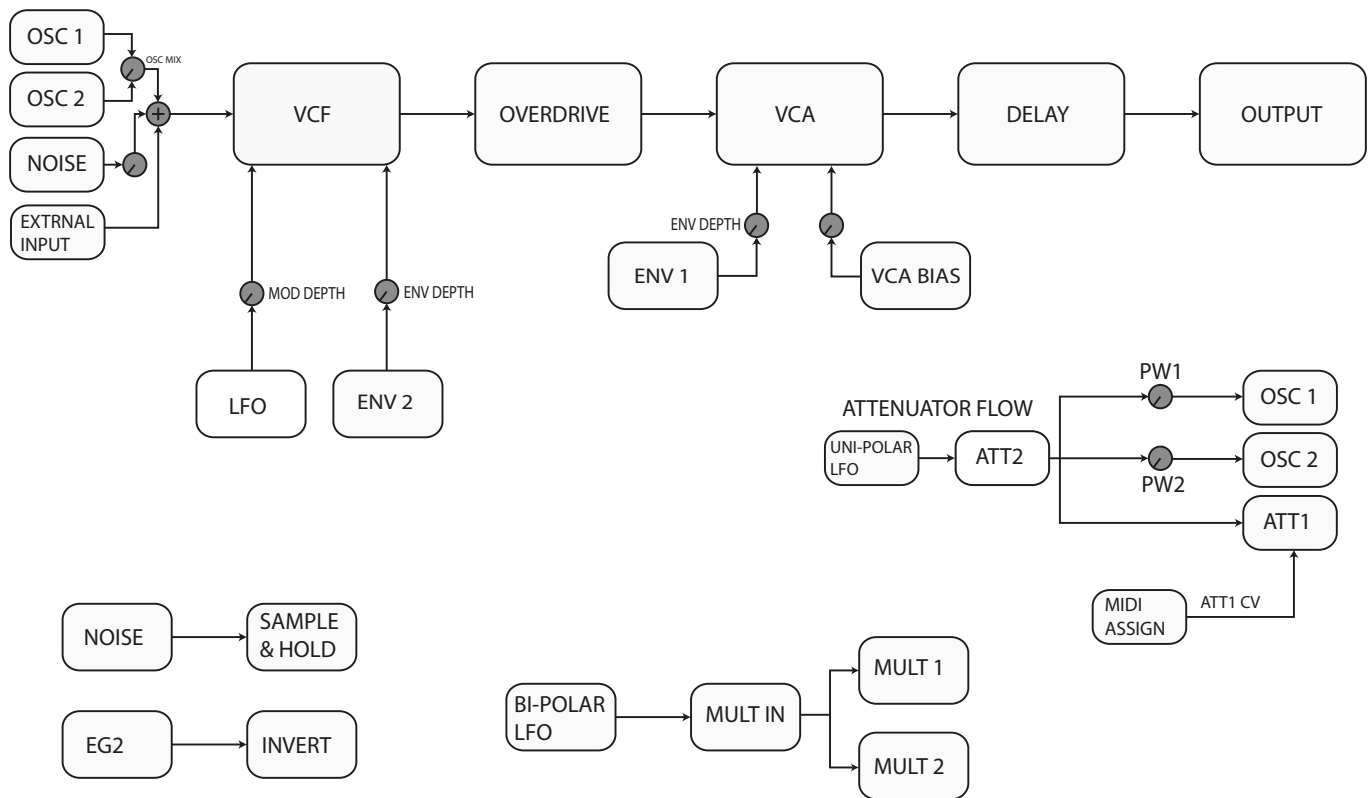 OSC 1
OSC MIX
OSC 2
NOISE
EXTRNAL
INPUT
VCF
OVERDRIVE
VCA
DELAY
OUTPUT
MOD DEPTH
ENV DEPTH
LFO
ENV 2
ENV DEPTH
ENV 1
VCA BIAS
ATTENUATOR FLOW
UNI-POLAR
LFO
ATT2
PW1
OSC 1
PW2
OSC 2
ATT1
MIDI
ASSIGN
ATT1 CV
NOISE
SAMPLE
& HOLD
EG2
INVERT
BI-POLAR
LFO
MULT IN
MULT 1
MULT 2